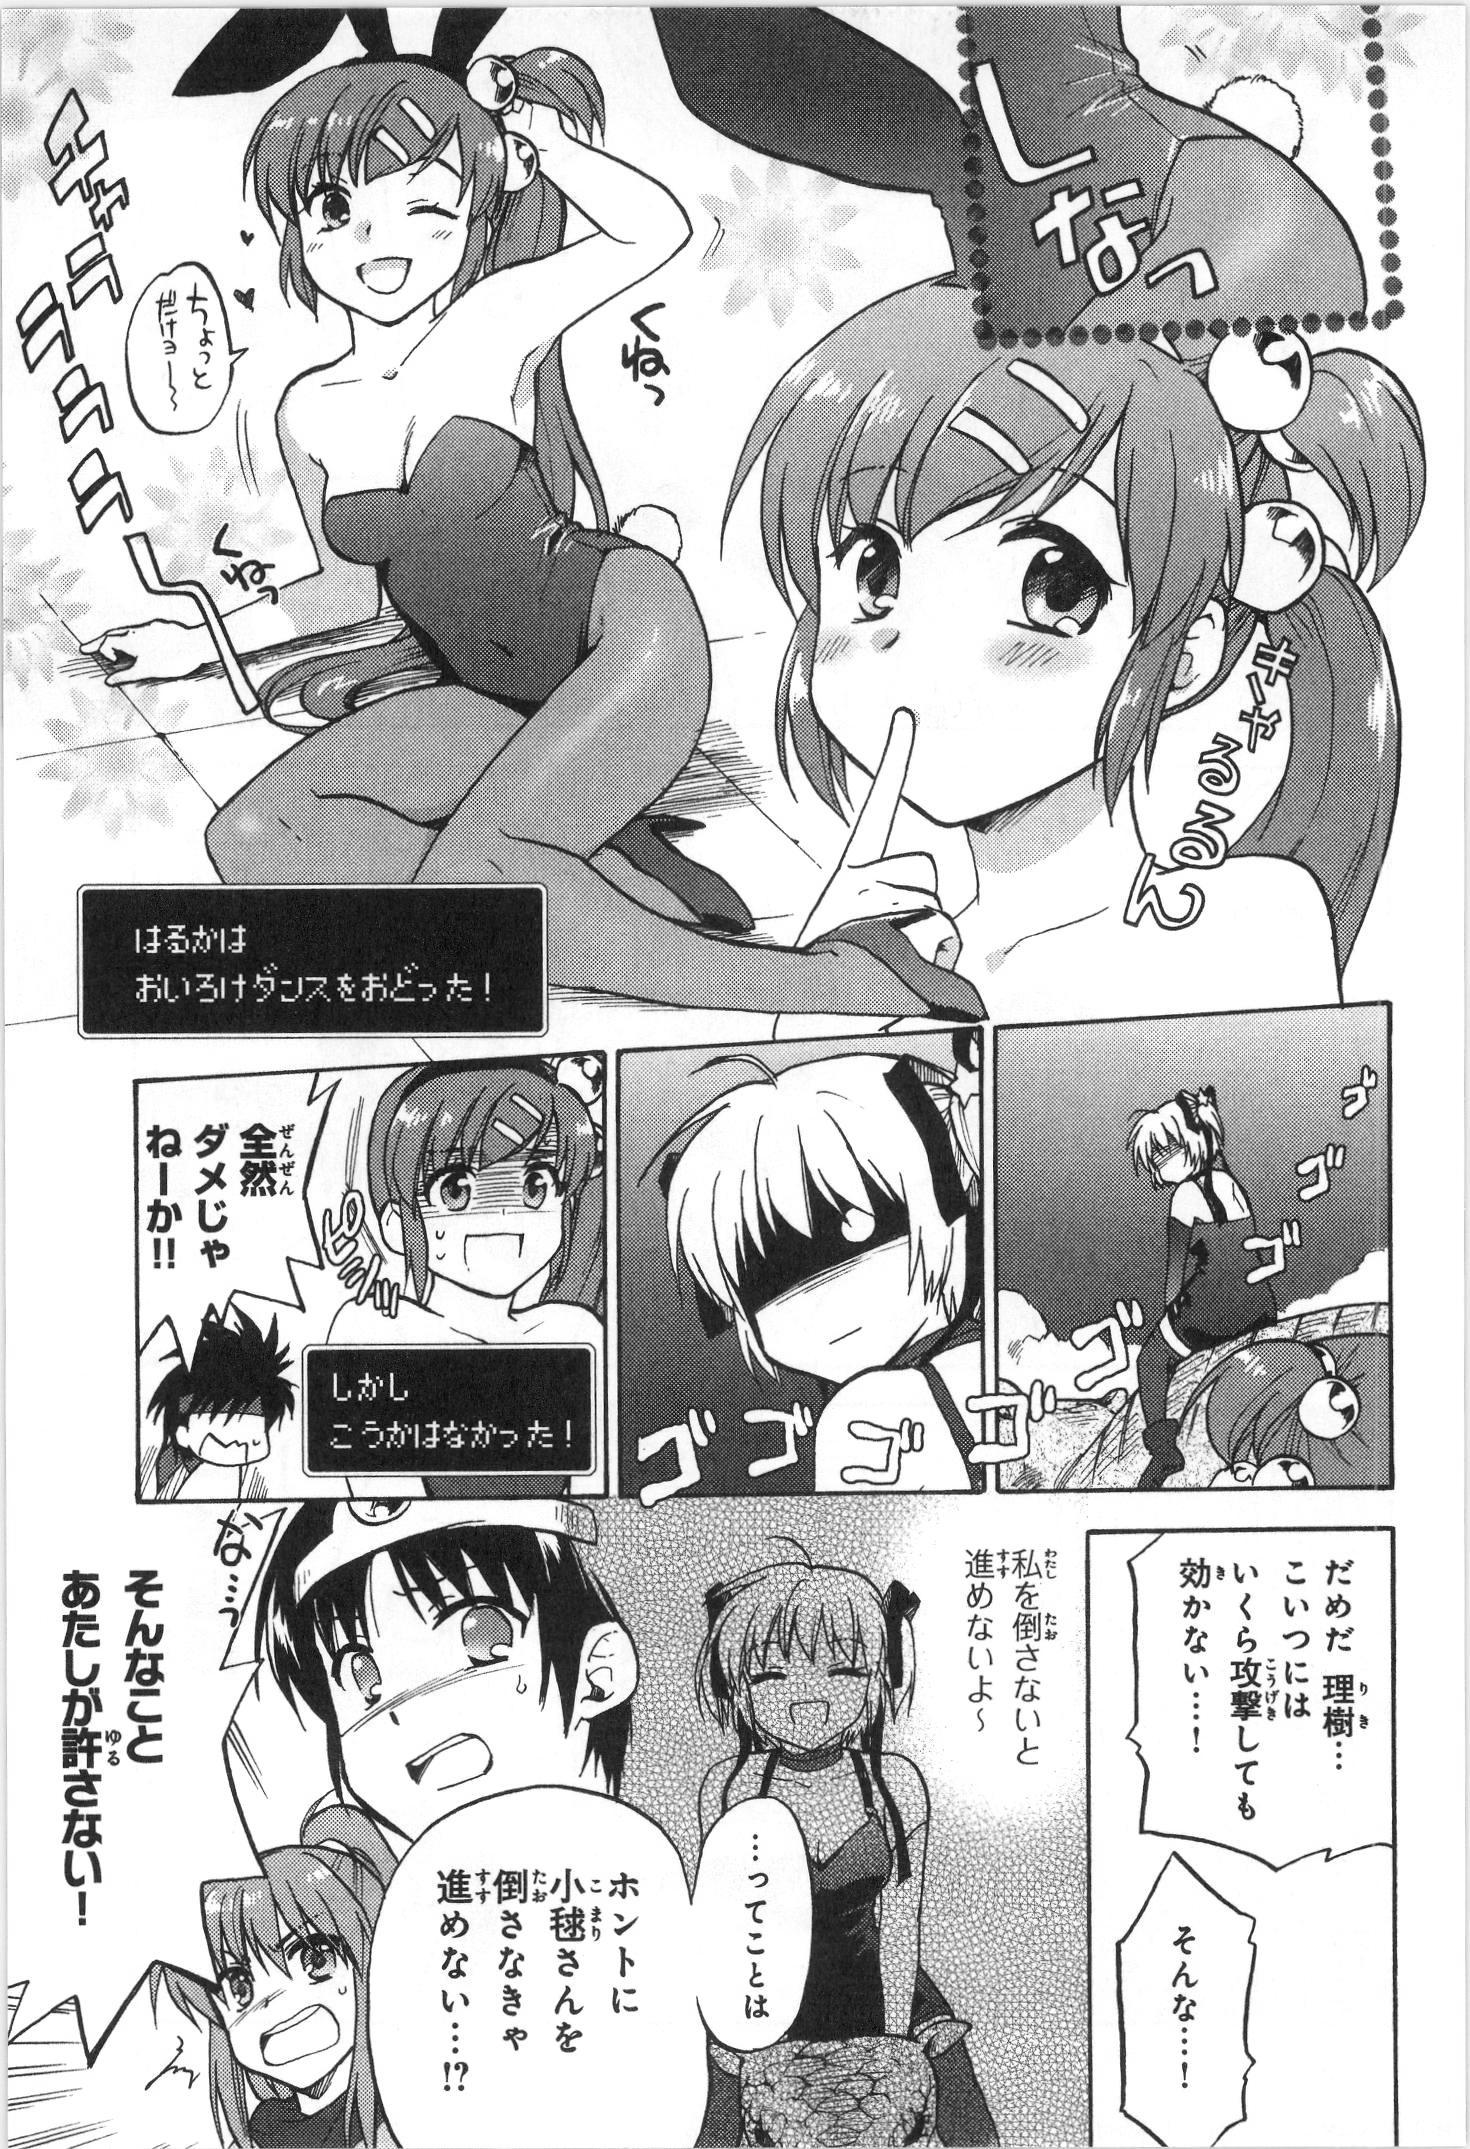 しなっ
キャるるるん
くねっ
ちょっと
だけョー〜
くねっ
キャラララララ
はるかは
おいろけダンスをおどった！
ゴ
ゴ
ゴ
ゴ
ゴ
ゴ
ゴ
ゴ
ピシッ
しかし
こうかはなかった！
全然
ダメじゃ
ねーか!!
だめだ 理樹…
こいつには
いくら攻撃しても
効かない…！
そんな…！
私を倒さないと
進めないよ〜
…ってことは
ホントに
小毬さんを
倒さなきゃ
進めない…!?
な…っ
そんなこと
あたしが許さない！